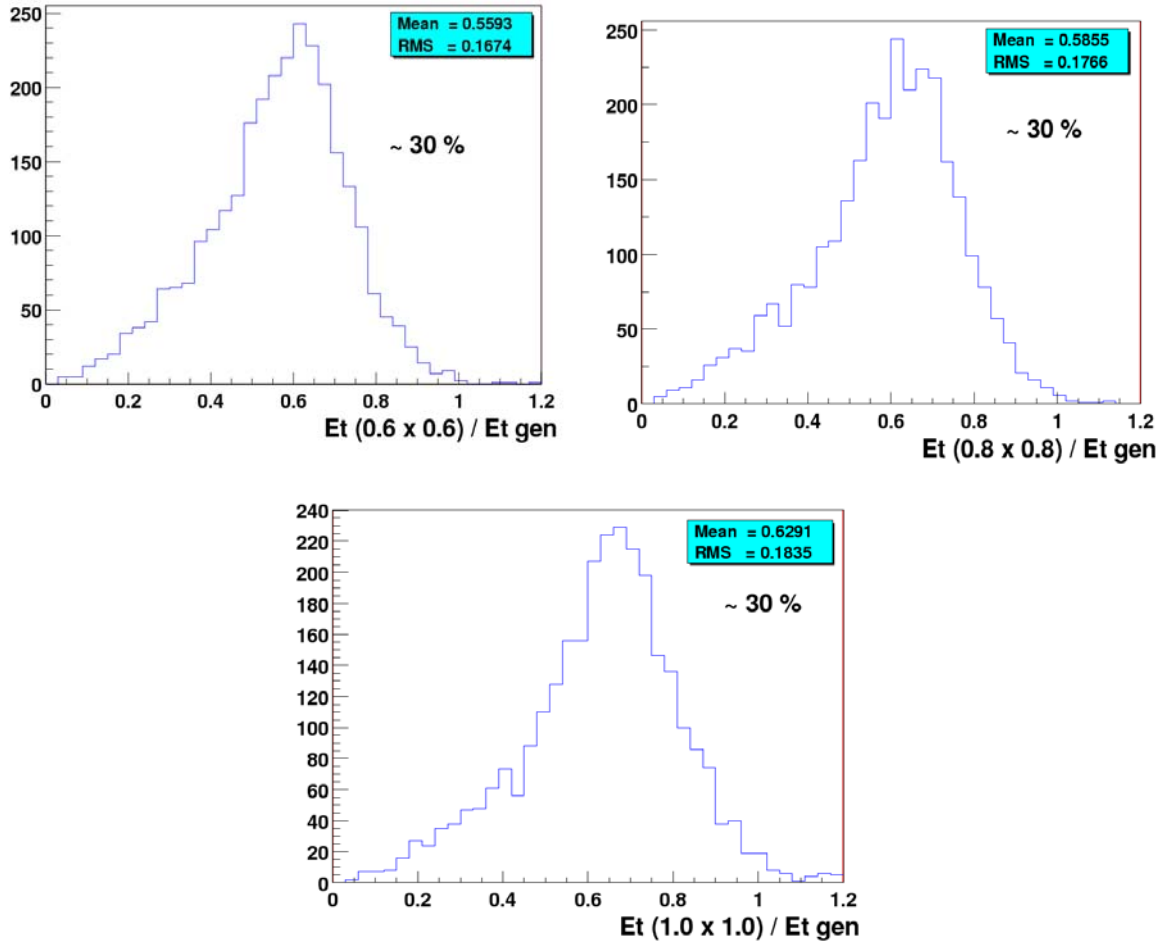 250
200
150
100
50
0
Mean = 0.5593
RMS = 0.1674
~ 30 %
0 0.2 0.4 0.6 0.8 1 1.2
Et (0.6 x 0.6) / Et gen
250
200
150
100
50
0
Mean = 0.5855
RMS = 0.1766
~ 30 %
0 0.2 0.4 0.6 0.8 1 1.2
Et (0.8 x 0.8) / Et gen
240
220
200
180
160
140
120
100
80
60
40
20
0
Mean = 0.6291
RMS = 0.1835
~ 30 %
0 0.2 0.4 0.6 0.8 1 1.2
Et (1.0 x 1.0) / Et gen